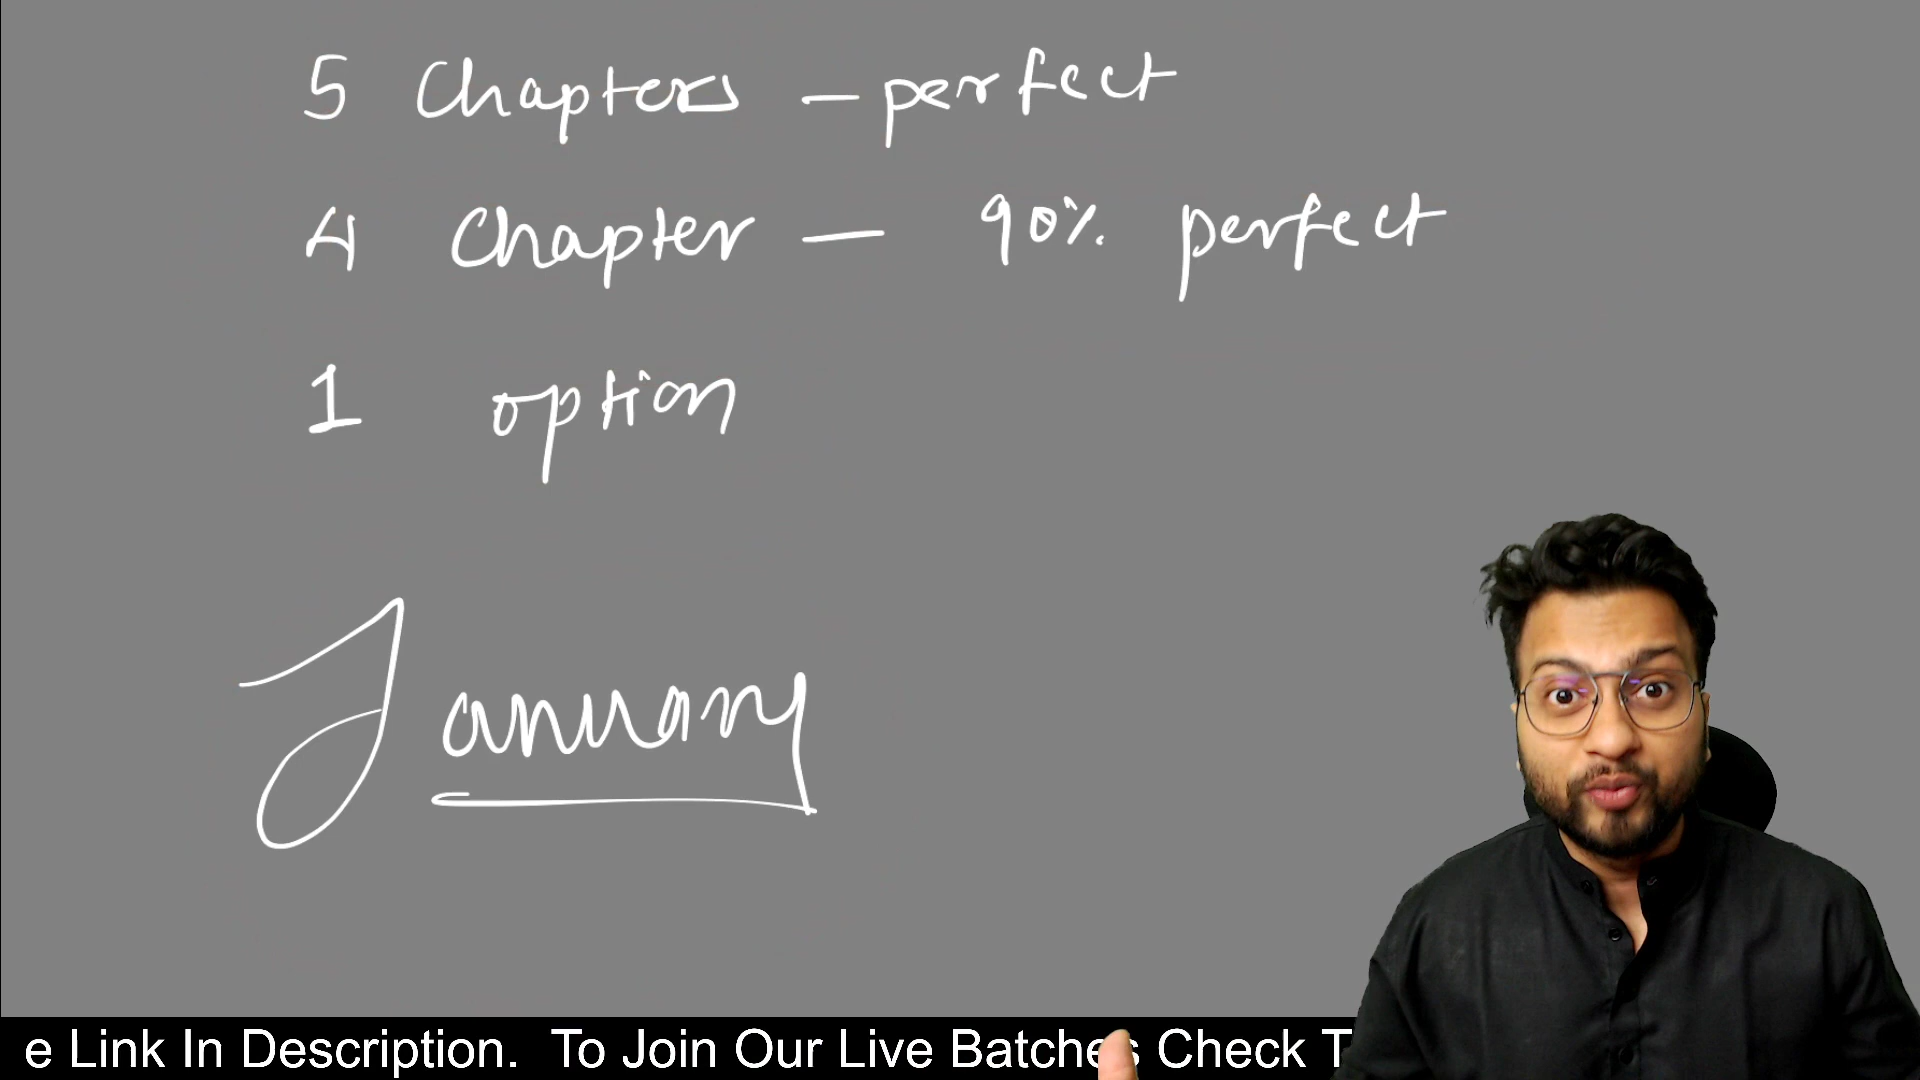 5 Chapters – perfect
4 Chapter – 90% perfect
1 option
January
e Link In Description. To Join Our Live Batches Check T